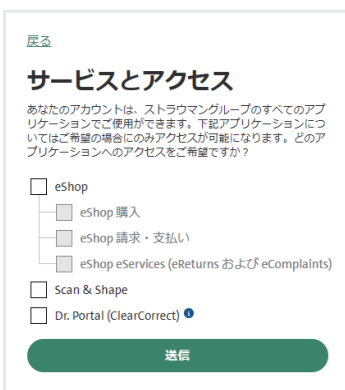 戻る
サービスとアクセス
あなたのアカウントは、ストラウマングループのすべてのアプ
リケーションでご使用ができます。下記アプリケーションにつ
いてはご希望の場合にのみアクセスが可能になります。どのア
プリケーションへのアクセスをご希望ですか？
eShop
eShop 購入
eShop 請求・支払い
eShop eServices (eReturns および eComplaints)
Scan & Shape
Dr. Portal (ClearCorrect)
送信